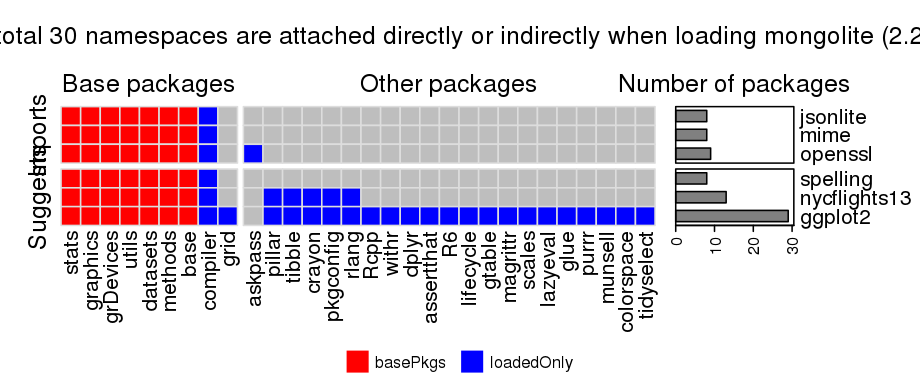 total 30 namespaces are attached directly or indirectly when loading mongolite (2.2
Base packages
Other packages
Number of packages
Imports
Suggests
jsonlite
mime
openssl
spelling
nycflights13
ggplot2
0
10
20
30
stats
graphics
grDevices
utils
datasets
methods
base
compiler
grid
askpass
pillar
tibble
crayon
pkgconfig
rlang
Rcpp
withr
dplyr
assertthat
R6
lifecycle
gtable
magrittr
scales
lazyeval
glue
purrr
munsell
colorspace
tidyselect
basePkgs
loadedOnly